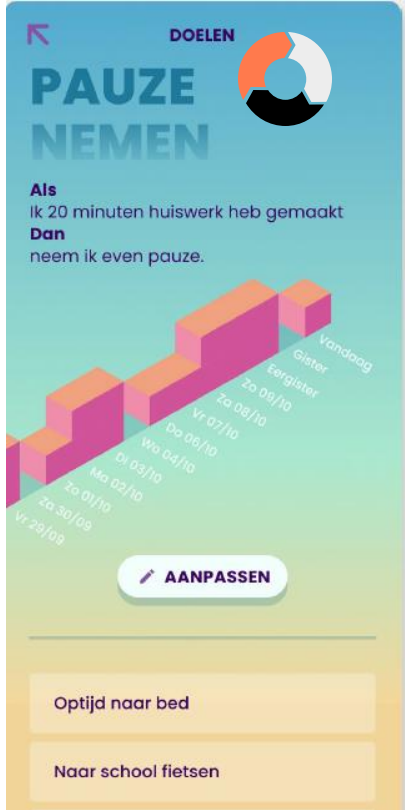 DOELEN
PAUZE
NEMEN
Als
Ik 20 minuten huiswerk heb gemaakt
Dan
neem ik even pauze.
Vandaag
Gister
Eergister
Zo 09/10
Za 08/10
Vr 07/10
Do 06/10
Wo 04/10
Di 03/10
Ma 02/10
Zo 01/10
Za 30/09
Vr 29/09
AANPASSEN
Optijd naar bed
Naar school fietsen